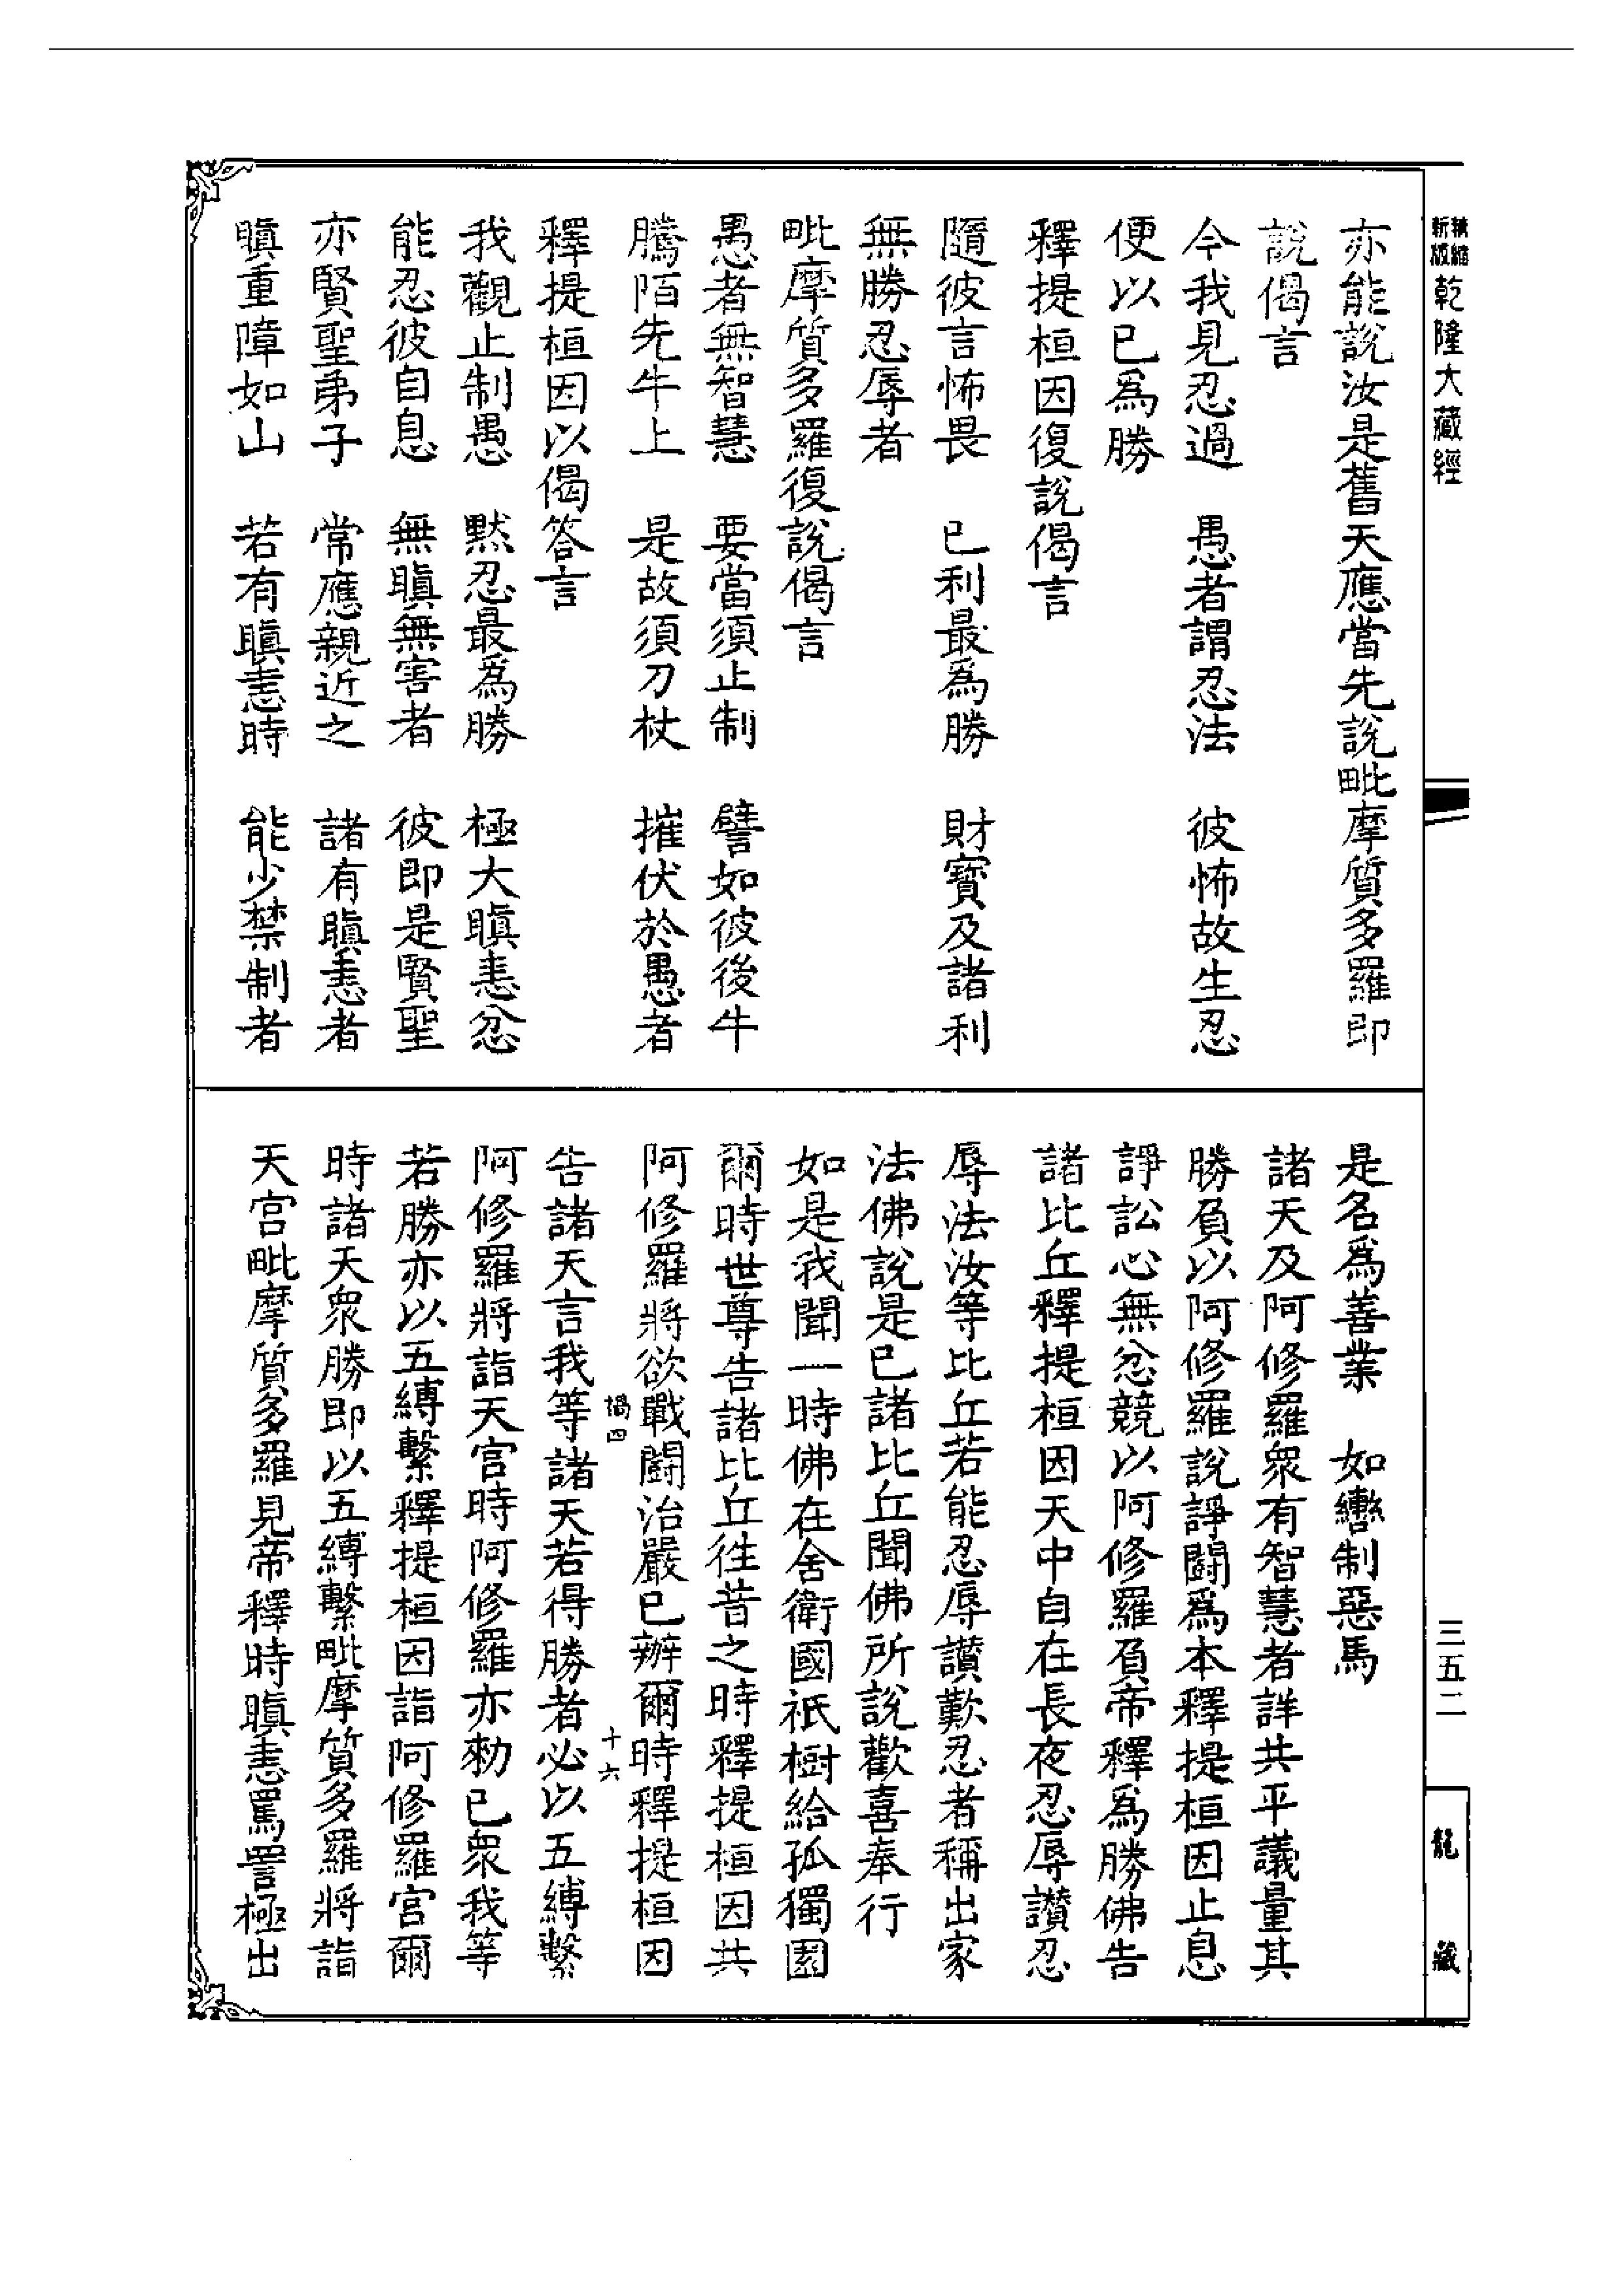 精縮
新版
乾隆大藏經
三五二
龍藏
亦能說汝是舊天應當先說毗摩質多羅即
說偈言
今我見忍過　愚者謂忍法　彼怖故生忍
便以已爲勝
釋提桓因復說偈言
隨彼言怖畏　已利最爲勝　財寶及諸利
無勝忍辱者
毗摩質多羅復說偈言
愚者無智慧　要當須止制　譬如彼後牛
騰陌先牛上　是故須刀杖　摧伏於愚者
釋提桓因以偈答言
我觀止制愚　黙忍最爲勝　極大瞋恚忿
能忍彼自息　無瞋無害者　彼即是賢聖
亦賢聖弟子　常應親近之　諸有瞋恚者
瞋重障如山　若有瞋恚時　能少禁制者
是名爲善業　如轡制惡馬
諸天及阿修羅衆有智慧者詳共平議量其
勝負以阿修羅說諍鬪爲本釋提桓因止息
諍訟心無忿競以阿修羅負帝釋爲勝佛告
諸比丘釋提桓因天中自在長夜忍辱讃忍
辱法汝等比丘若能忍辱讃歎忍者稱出家
法佛說是已諸比丘聞佛所說歡喜奉行
如是我聞一時佛在舍衛國祇樹給孤獨園
爾時世尊告諸比丘徃昔之時釋提桓因共
阿修羅將欲戰鬪治嚴已辦爾時釋提桓因
竭四
十六
告諸天言我等諸天若得勝者必以五縛繫
阿修羅將詣天宮時阿修羅亦勑已衆我等
若勝亦以五縛繫釋提桓因詣阿修羅宮爾
時諸天衆勝即以五縛繫毗摩質多羅將詣
天宮毗摩質多羅見帝釋時瞋恚罵詈極出